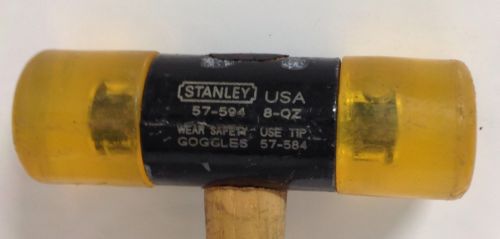 STANLEY USA
57-594 8-OZ
WEAR SAFETY USE TIP
GOGGLES 57-584